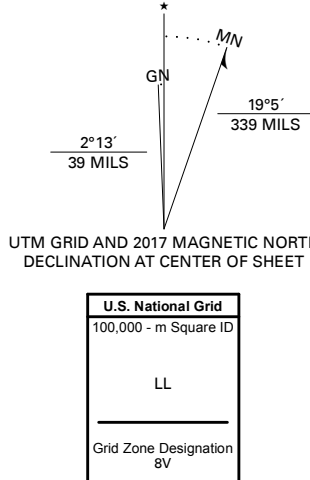 ★
MN
GN
19°5´
339 MILS
2°13´
39 MILS
UTM GRID AND 2017 MAGNETIC NORT
DECLINATION AT CENTER OF SHEET
U.S. National Grid
100,000 - m Square ID
LL
Grid Zone Designation
8V